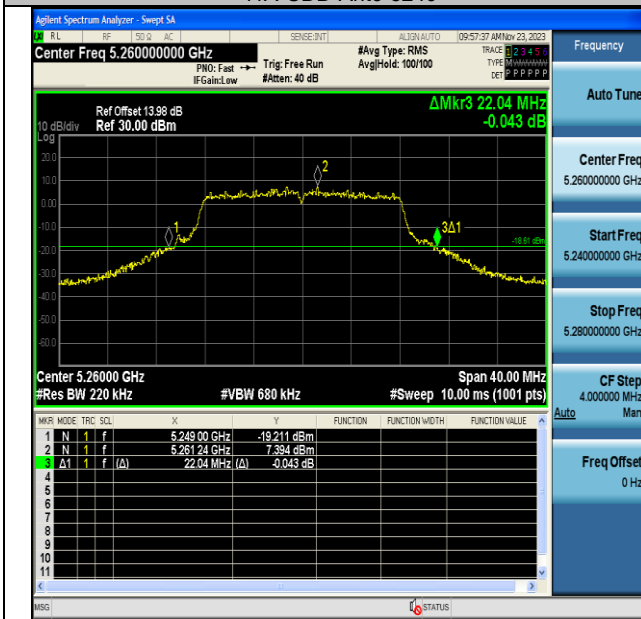 Agilent Spectrum Analyzer - Swept SA
RL RF 50 Ω AC SENSE:INT ALIGN AUTO 09:57:37 AM Nov 23, 2023
Center Freq 5.260000000 GHz
PNO: Fast
IFGain:Low
Trig: Free Run
#Atten: 40 dB
#Avg Type: RMS
Avg|Hold: 100/100
TRACE 1 2 3 4 5 6
TYPE M
DET P P P P P P
Frequency
Ref Offset 13.98 dB
10 dB/div Ref 30.00 dBm
Log
ΔMkr3 22.04 MHz
-0.043 dB
20.0
10.0
0.00
-10.0
-20.0
-30.0
-40.0
-50.0
-60.0
1
2
3Δ1
-18.61 dBm
Center 5.26000 GHz Span 40.00 MHz
#Res BW 220 kHz #VBW 680 kHz #Sweep 10.00 ms (1001 pts)
MKR MODE TRC SCL X Y FUNCTION FUNCTION WIDTH FUNCTION VALUE
1 N 1 f 5.249 00 GHz -19.211 dBm
2 N 1 f 5.261 24 GHz 7.394 dBm
3 Δ1 1 f (Δ) 22.04 MHz (Δ) -0.043 dB
4
5
6
7
8
9
10
11
Auto Tune
Center Freq
5.260000000 GHz
Start Freq
5.240000000 GHz
Stop Freq
5.280000000 GHz
CF Step
4.000000 MHz
Auto Man
Freq Offset
0 Hz
MSG STATUS